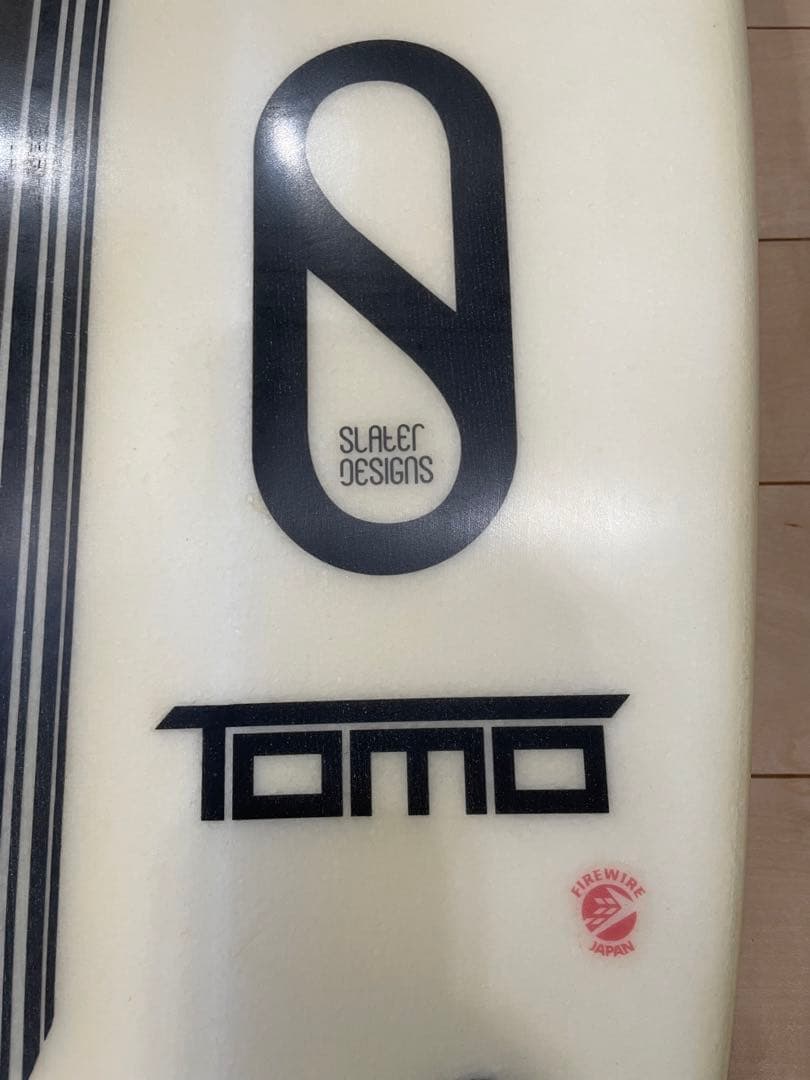 SLATER
DESIGNS
TOMO
FIREWIRE
JAPAN